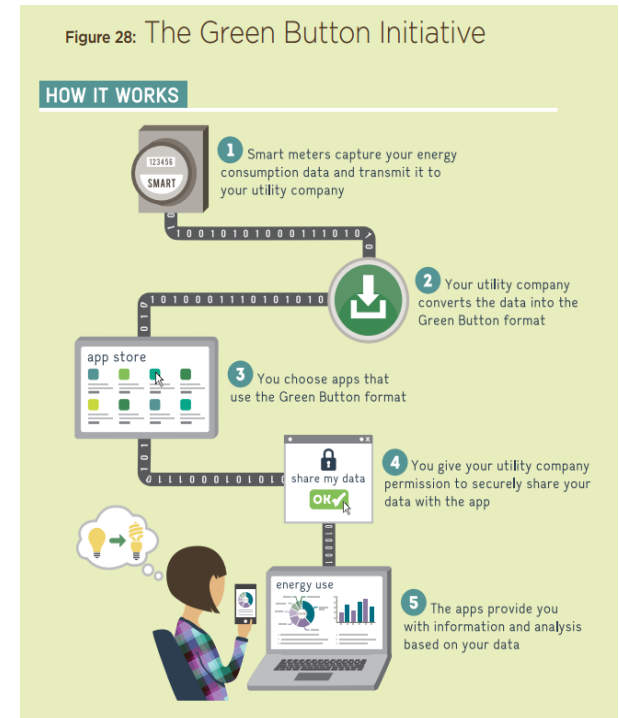 Figure 28: The Green Button Initiative
HOW IT WORKS
123456
SMART
1 Smart meters capture your energy
consumption data and transmit it to
your utility company
1001010101000111010
2 Your utility company
converts the data into the
Green Button format
1010001110101010
app store
3 You choose apps that
use the Green Button format
share my data
OK
4 You give your utility company
permission to securely share your
data with the app
energy use
5 The apps provide you
with information and analysis
based on your data